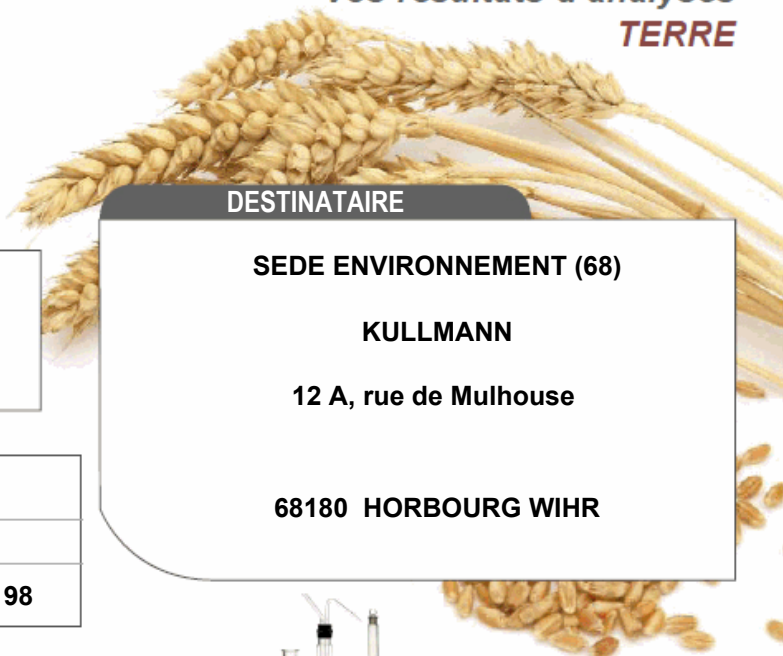 TERRE
DESTINATAIRE
SEDE ENVIRONNEMENT (68)
KULLMANN
12 A, rue de Mulhouse
68180 HORBOURG WIHR
98